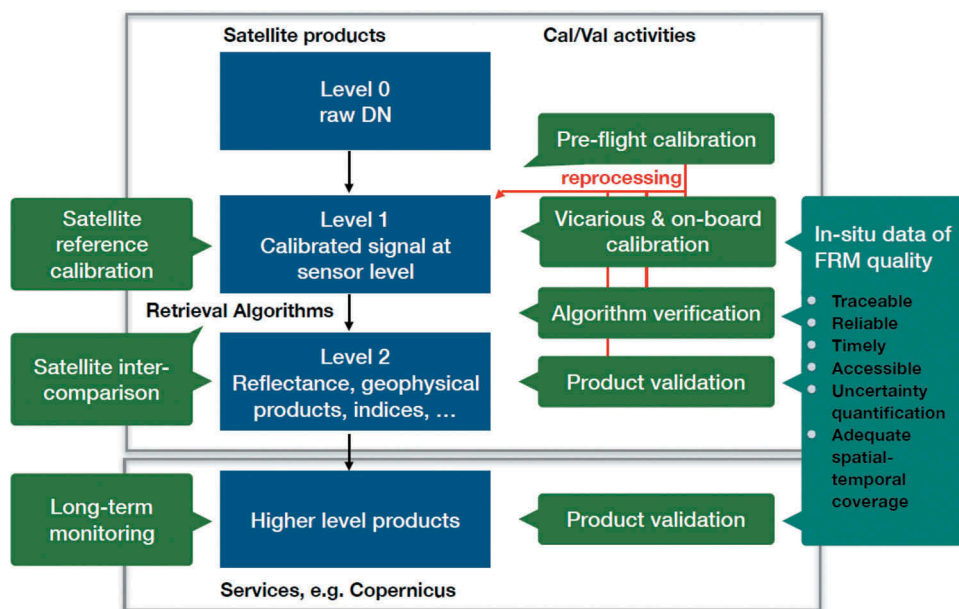 Satellite products
Cal/Val activities
Level 0
raw DN
Pre-flight calibration
reprocessing
Satellite
reference
calibration
Level 1
Calibrated signal at
sensor level
Vicarious & on-board
calibration
In-situ data of
FRM quality
Traceable
Reliable
Timely
Accessible
Uncertainty
quantification
Adequate
spatial-
temporal
coverage
Retrieval Algorithms
Algorithm verification
Satellite inter-
comparison
Level 2
Reflectance, geophysical
products, indices, ...
Product validation
Long-term
monitoring
Higher level products
Product validation
Services, e.g. Copernicus